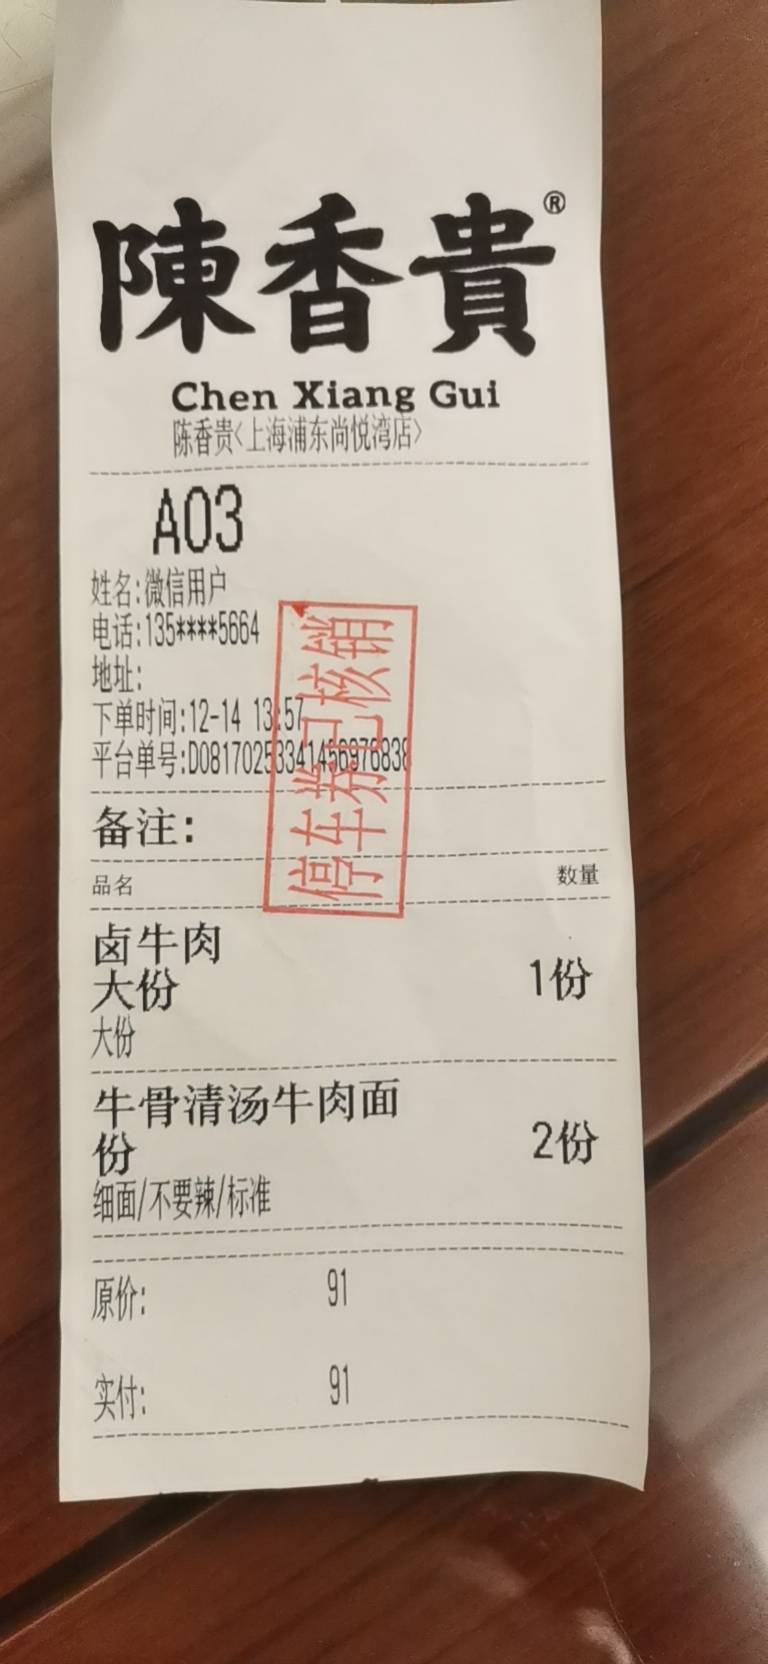 陳香貴®
Chen Xiang Gui
陈香贵<上海浦东尚悦湾店>
A03
姓名:微信用户
电话:135****5664
地址:
下单时间:12-14 13:57
平台单号:D08170253341456976838
停车券已核销
备注:
品名 数量
卤牛肉
大份 1份
大份
牛骨清汤牛肉面
份 2份
细面/不要辣/标准
原价: 91
实付: 91